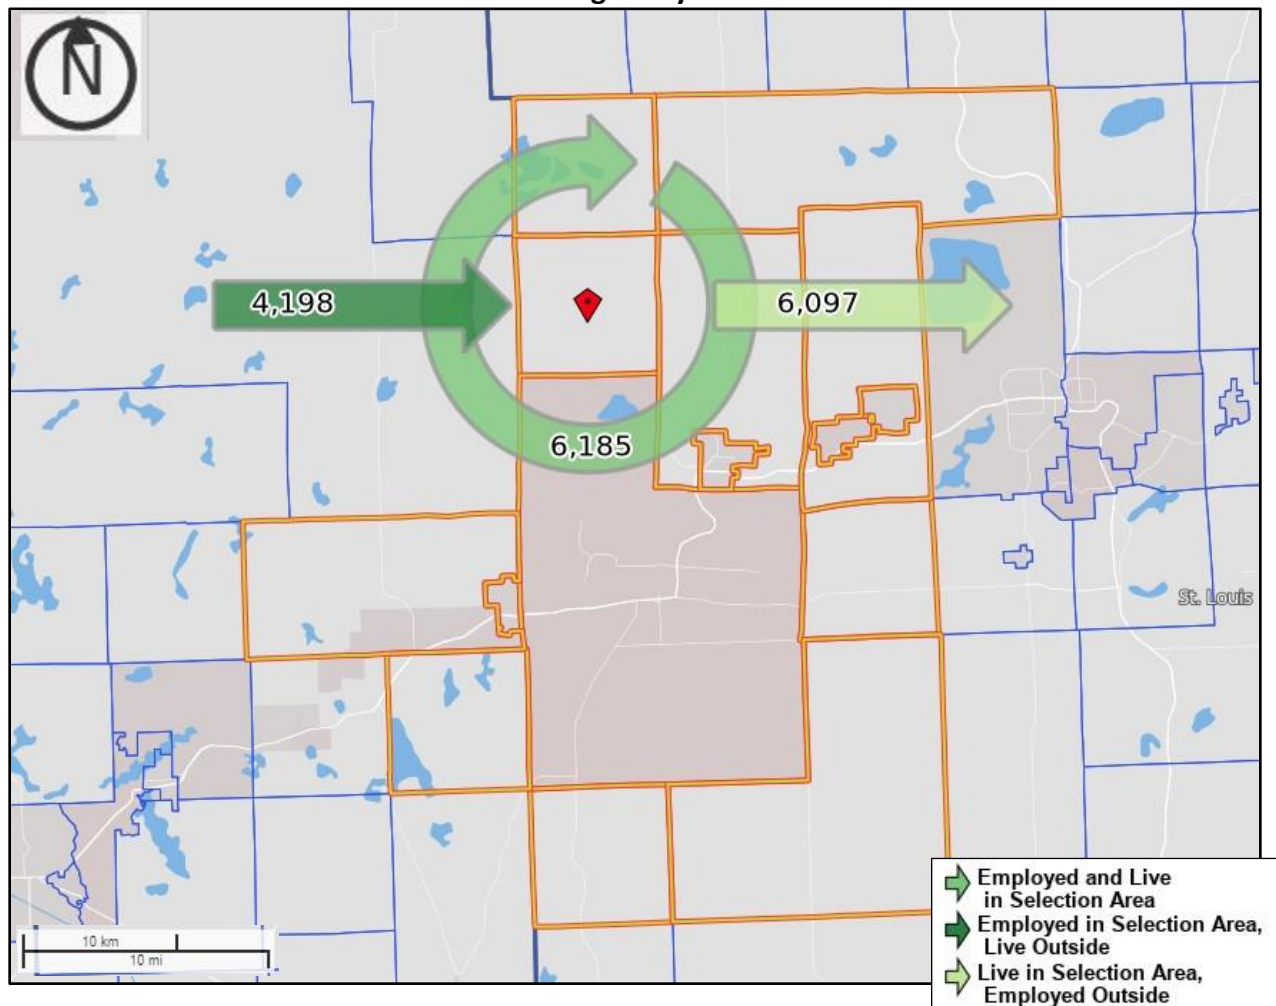 N
4,198
6,097
6,185
St. Louis
10 km
10 mi
Employed and Live
in Selection Area
Employed in Selection Area,
Live Outside
Live in Selection Area,
Employed Outside